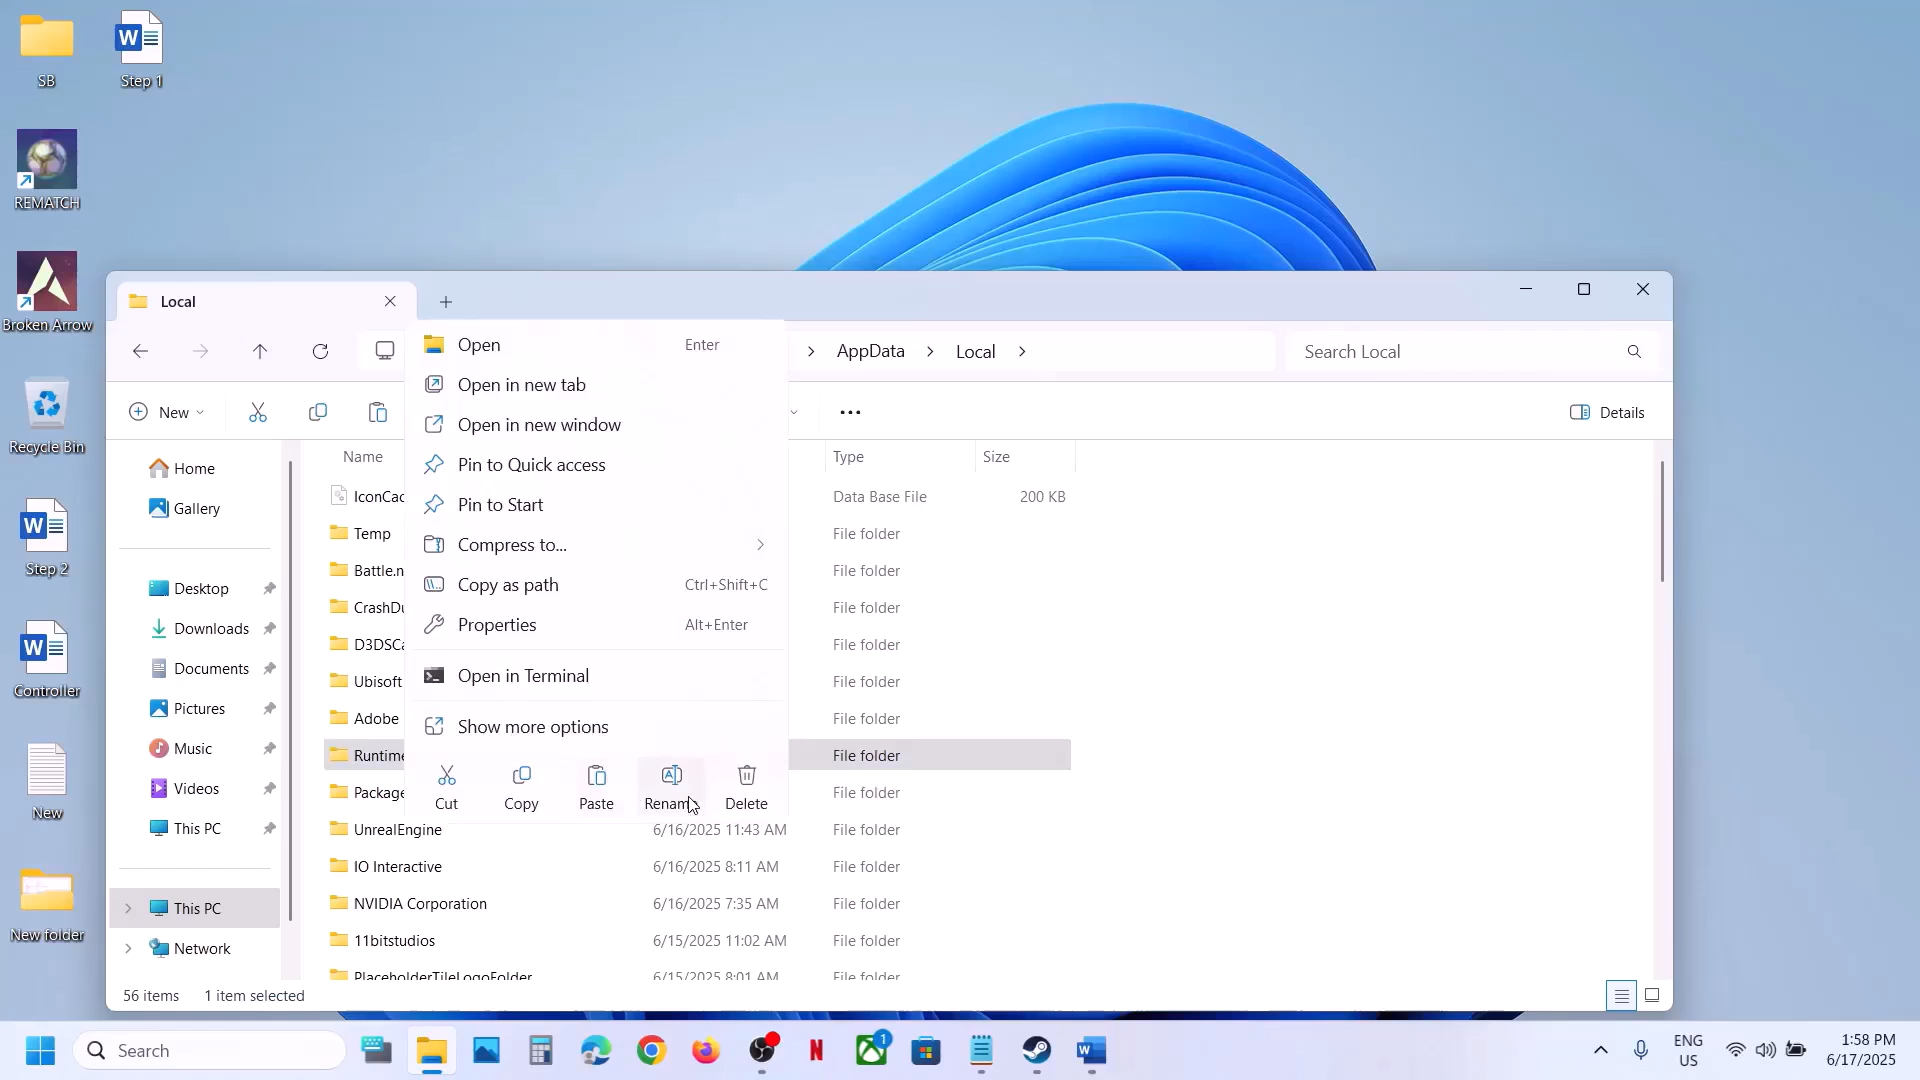 SB
Step 1
REMATCH
Broken Arrow
Recycle Bin
Step 2
Controller
New
New folder
Local
AppData
Local
Search Local
New
Details
Home
Gallery
Desktop
Downloads
Documents
Pictures
Music
Videos
This PC
This PC
Network
Name
Type
Size
IconCac
Data Base File
200 KB
Temp
File folder
Battle.n
File folder
CrashDu
File folder
D3DSCa
File folder
Ubisoft
File folder
Adobe
File folder
Runtime
File folder
Package
File folder
UnrealEngine
6/16/2025 11:43 AM
File folder
IO Interactive
6/16/2025 8:11 AM
File folder
NVIDIA Corporation
6/16/2025 7:35 AM
File folder
11bitstudios
6/15/2025 11:02 AM
File folder
PlaceholderTileLogoFolder
6/15/2025 8:01 AM
File folder
Open
Enter
Open in new tab
Open in new window
Pin to Quick access
Pin to Start
Compress to...
Copy as path
Ctrl+Shift+C
Properties
Alt+Enter
Open in Terminal
Show more options
Cut
Copy
Paste
Rename
Delete
56 items
1 item selected
Search
1
ENG
US
1:58 PM
6/17/2025